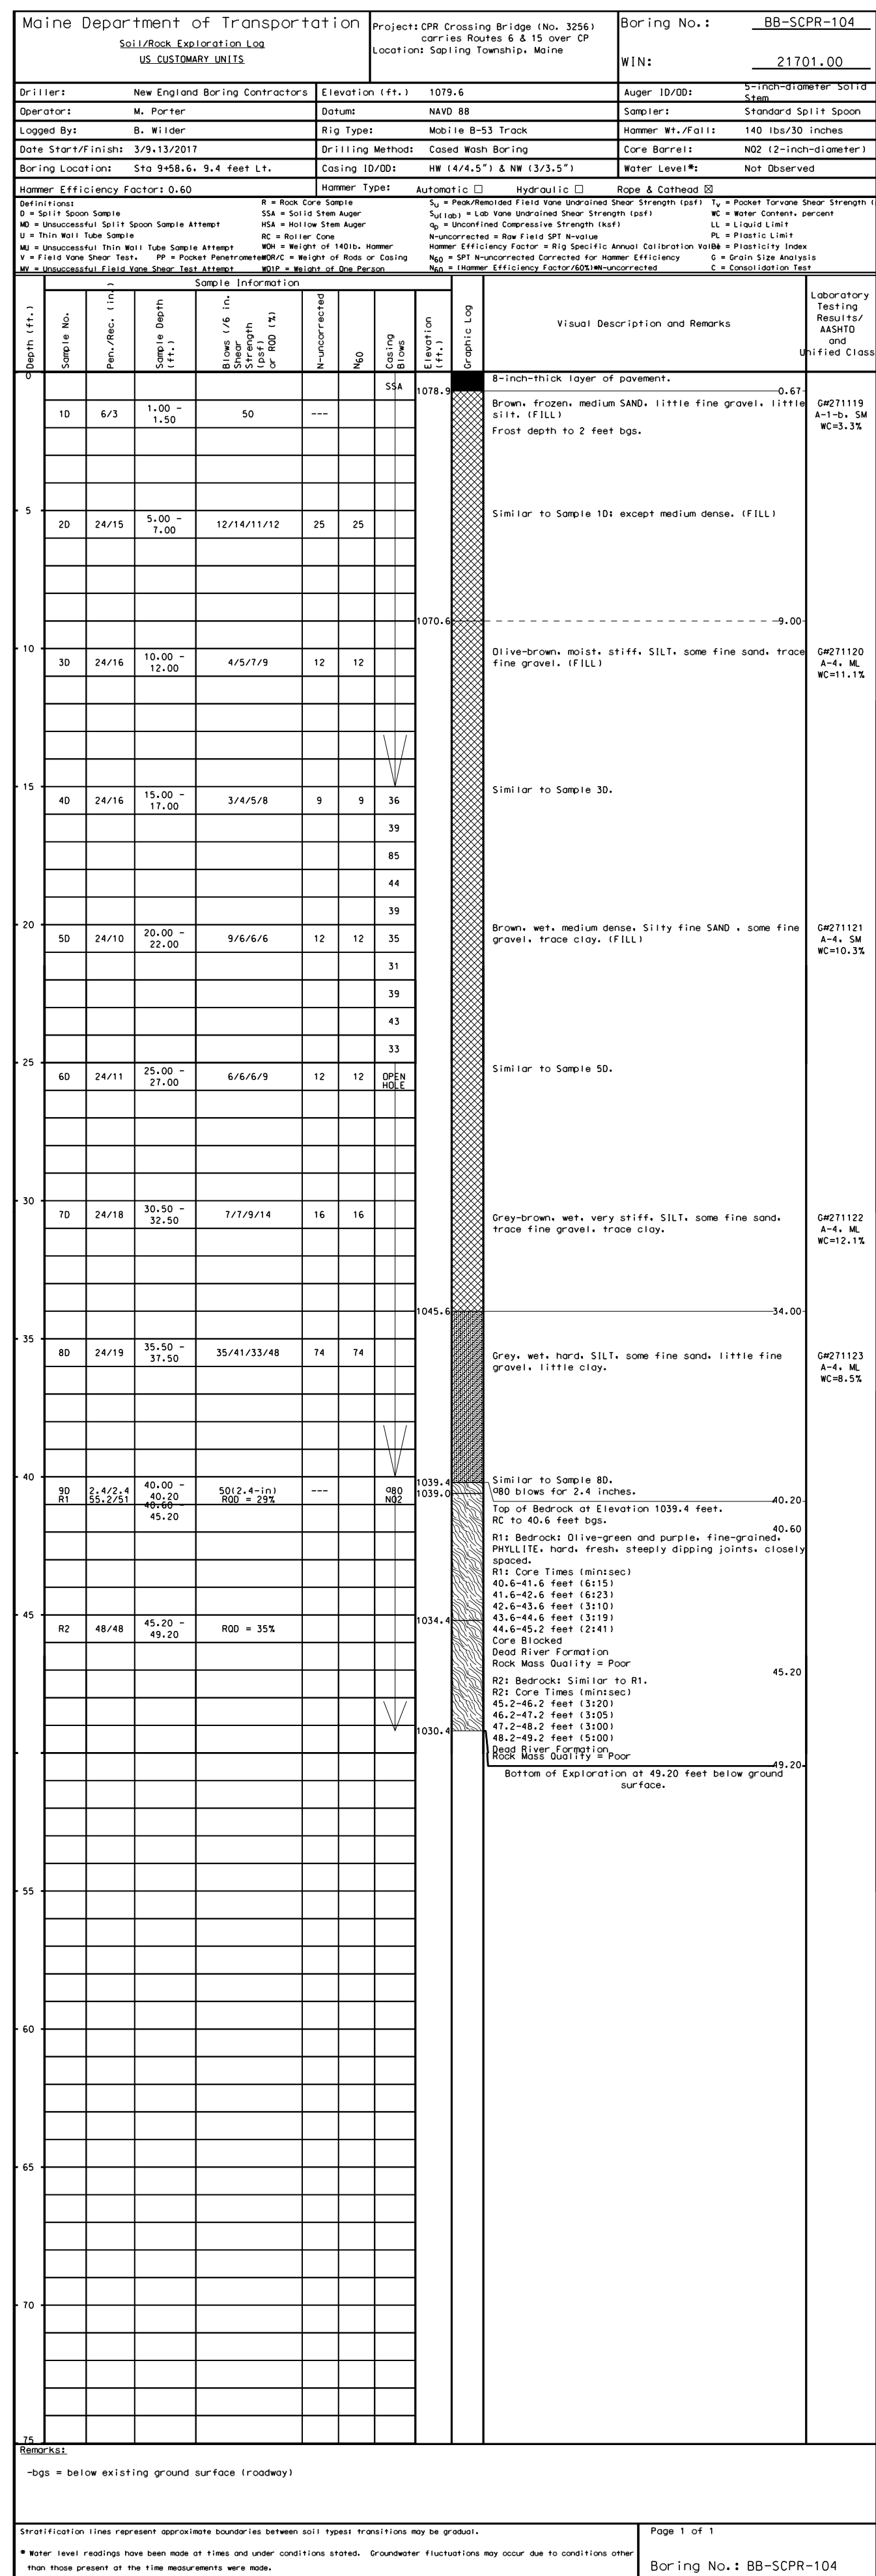 Maine Department of Transportation
Soil/Rock Exploration Log
US CUSTOMARY UNITS
Project: CPR Crossing Bridge (No. 3256)
carries Routes 6 & 15 over CP
Location: Sapling Township, Maine
Boring No.: BB-SCPR-104
WIN: 21701.00
Driller: New England Boring Contractors Elevation (ft.) 1079.6 Auger ID/OD: 5-inch-diameter Solid Stem
Operator: M. Porter Datum: NAVD 88 Sampler: Standard Split Spoon
Logged By: B. Wilder Rig Type: Mobile B-53 Track Hammer Wt./Fall: 140 lbs/30 inches
Date Start/Finish: 3/9,13/2017 Drilling Method: Cased Wash Boring Core Barrel: NQ2 (2-inch-diameter)
Boring Location: Sta 9+58.6, 9.4 feet Lt. Casing ID/OD: HW (4/4.5") & NW (3/3.5") Water Level*: Not Observed
Hammer Efficiency Factor: 0.60 Hammer Type: Automatic ☐ Hydraulic ☐ Rope & Cathead ☒
Definitions:
D = Split Spoon Sample
MD = Unsuccessful Split Spoon Sample Attempt
U = Thin Wall Tube Sample
MU = Unsuccessful Thin Wall Tube Sample Attempt
V = Field Vane Shear Test, PP = Pocket Penetrometer
MV = Unsuccessful Field Vane Shear Test Attempt
R = Rock Core Sample
SSA = Solid Stem Auger
HSA = Hollow Stem Auger
RC = Roller Cone
WOH = Weight of 140lb. Hammer
WOR/C = Weight of Rods or Casing
WO1P = Weight of One Person
Su = Peak/Remolded Field Vane Undrained Shear Strength (psf)
Su(lab) = Lab Vane Undrained Shear Strength (psf)
qp = Unconfined Compressive Strength (ksf)
N-uncorrected = Raw Field SPT N-value
Hammer Efficiency Factor = Rig Specific Annual Calibration Value
N60 = SPT N-uncorrected Corrected for Hammer Efficiency
N60 = (Hammer Efficiency Factor/60%)*N-uncorrected
Tv = Pocket Torvane Shear Strength (
WC = Water Content, percent
LL = Liquid Limit
PL = Plastic Limit
PI = Plasticity Index
G = Grain Size Analysis
C = Consolidation Test
Sample Information
Depth (ft.)
Sample No.
Pen./Rec. (in.)
Sample Depth (ft.)
Blows (/6 in.) Shear Strength (psf) or RQD (%)
N-uncorrected
N60
Casing Blows
Elevation (ft.)
Graphic Log
Visual Description and Remarks
Laboratory Testing Results/ AASHTO and Unified Class
0
SSA
8-inch-thick layer of pavement.
1078.9 0.67
1D 6/3 1.00 - 1.50 50 ---
Brown, frozen, medium SAND, little fine gravel, little
silt. (FILL)
Frost depth to 2 feet bgs.
G#271119
A-1-b, SM
WC=3.3%
5
2D 24/15 5.00 - 7.00 12/14/11/12 25 25
Similar to Sample 1D; except medium dense. (FILL)
1070.6 9.00
10
3D 24/16 10.00 - 12.00 4/5/7/9 12 12
Olive-brown, moist, stiff, SILT, some fine sand, trace
fine gravel. (FILL)
G#271120
A-4, ML
WC=11.1%
15
4D 24/16 15.00 - 17.00 3/4/5/8 9 9 36
Similar to Sample 3D.
39
85
44
39
20
5D 24/10 20.00 - 22.00 9/6/6/6 12 12 35
Brown, wet, medium dense, Silty fine SAND , some fine
gravel, trace clay. (FILL)
G#271121
A-4, SM
WC=10.3%
31
39
43
33
25
6D 24/11 25.00 - 27.00 6/6/6/9 12 12 OPEN HOLE
Similar to Sample 5D.
30
7D 24/18 30.50 - 32.50 7/7/9/14 16 16
Grey-brown, wet, very stiff, SILT, some fine sand,
trace fine gravel, trace clay.
G#271122
A-4, ML
WC=12.1%
1045.6 34.00
35
8D 24/19 35.50 - 37.50 35/41/33/48 74 74
Grey, wet, hard, SILT, some fine sand, little fine
gravel, little clay.
G#271123
A-4, ML
WC=8.5%
40
9D 2.4/2.4 40.00 - 40.20 50(2.4-in) --- a80
R1 55.2/51 40.60 - 45.20 RQD = 29% NQ2
Similar to Sample 8D.
1039.4
a80 blows for 2.4 inches.
1039.0
40.20
Top of Bedrock at Elevation 1039.4 feet.
RC to 40.6 feet bgs.
40.60
R1: Bedrock: Olive-green and purple, fine-grained,
PHYLLITE, hard, fresh, steeply dipping joints, closely
spaced.
R1: Core Times (min:sec)
40.6-41.6 feet (6:15)
41.6-42.6 feet (6:23)
42.6-43.6 feet (3:10)
43.6-44.6 feet (3:19)
44.6-45.2 feet (2:41)
Core Blocked
Dead River Formation
Rock Mass Quality = Poor
45.20
45
1034.4
R2 48/48 45.20 - 49.20 RQD = 35%
R2: Bedrock: Similar to R1.
R2: Core Times (min:sec)
45.2-46.2 feet (3:20)
46.2-47.2 feet (3:05)
47.2-48.2 feet (3:00)
48.2-49.2 feet (5:00)
Dead River Formation
Rock Mass Quality = Poor
1030.4 49.20
Bottom of Exploration at 49.20 feet below ground
surface.
55
60
65
70
75
Remarks:
-bgs = below existing ground surface (roadway)
Stratification lines represent approximate boundaries between soil types; transitions may be gradual.
* Water level readings have been made at times and under conditions stated. Groundwater fluctuations may occur due to conditions other
than those present at the time measurements were made.
Page 1 of 1
Boring No.: BB-SCPR-104